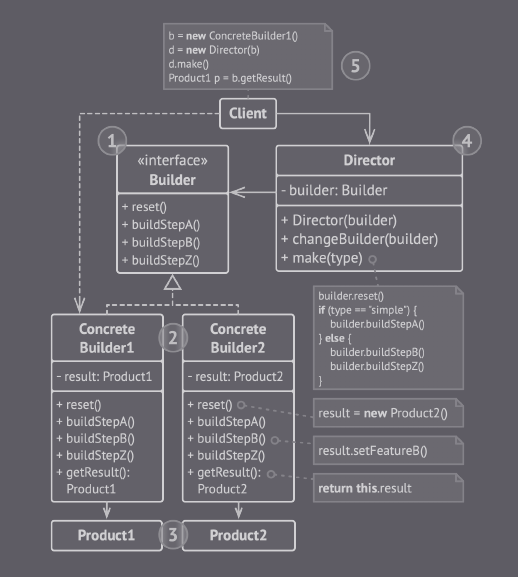 b = new ConcreteBuilder1()
d = new Director(b)
d.make()
Product1 p = b.getResult()
5
Client
1
«interface»
Builder
+ reset()
+ buildStepA()
+ buildStepB()
+ buildStepZ()
4
Director
- builder: Builder
+ Director(builder)
+ changeBuilder(builder)
+ make(type)
builder.reset()
if (type == "simple") {
builder.buildStepA()
} else {
builder.buildStepB()
builder.buildStepZ()
}
Concrete
Builder1
- result: Product1
+ reset()
+ buildStepA()
+ buildStepB()
+ buildStepZ()
+ getResult():
Product1
2
Concrete
Builder2
- result: Product2
+ reset()
+ buildStepA()
+ buildStepB()
+ buildStepZ()
+ getResult():
Product2
result = new Product2()
result.setFeatureB()
return this.result
Product1
3
Product2